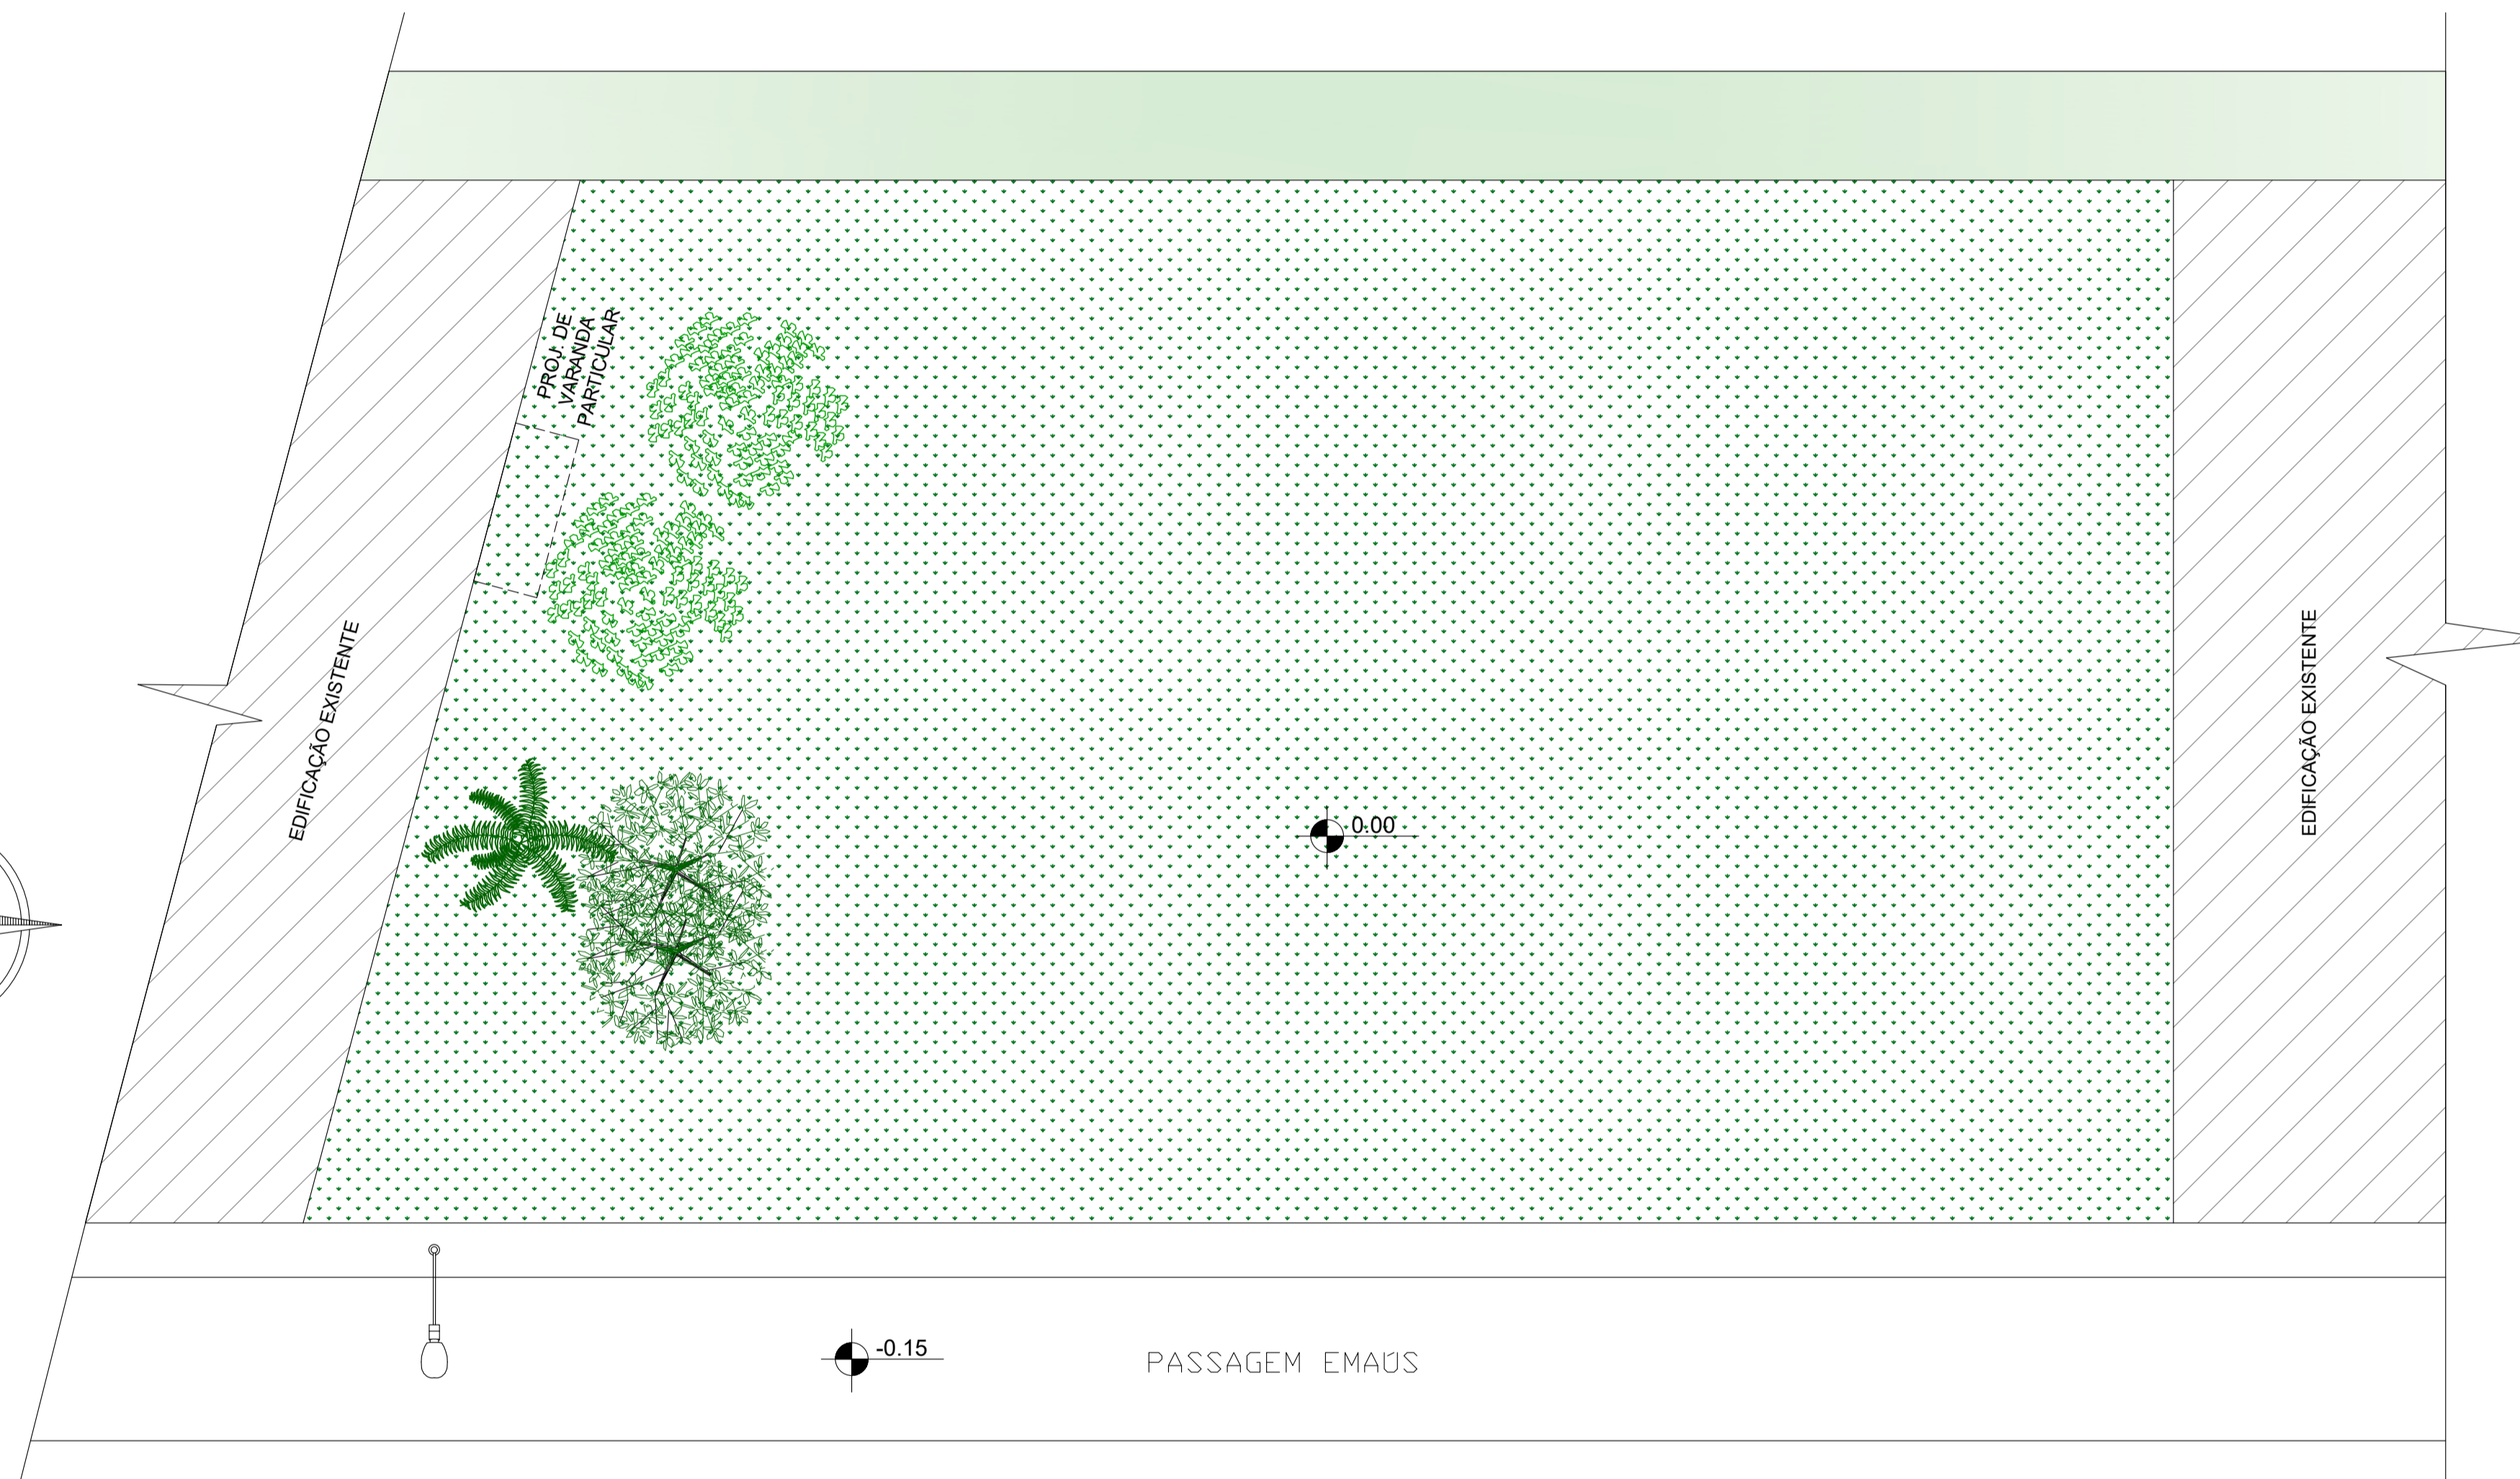 PROJ. DE
VARANDA
PARTICULAR
EDIFICAÇÃO EXISTENTE
EDIFICAÇÃO EXISTENTE
0.00
-0.15
PASSAGEM EMAÚS